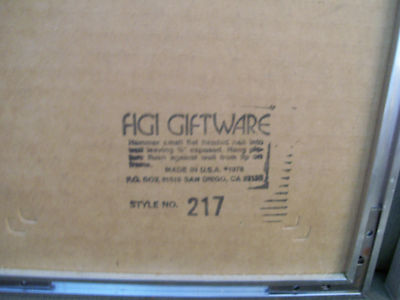 FIGI GIFTWARE
Hammer small flat headed nail into
wall leaving ¼" exposed. Hang pic-
ture flush against wall from lip on
frame.
MADE IN U.S.A. 1978
P.O. BOX SAN DIEGO, CA
STYLE NO. 217